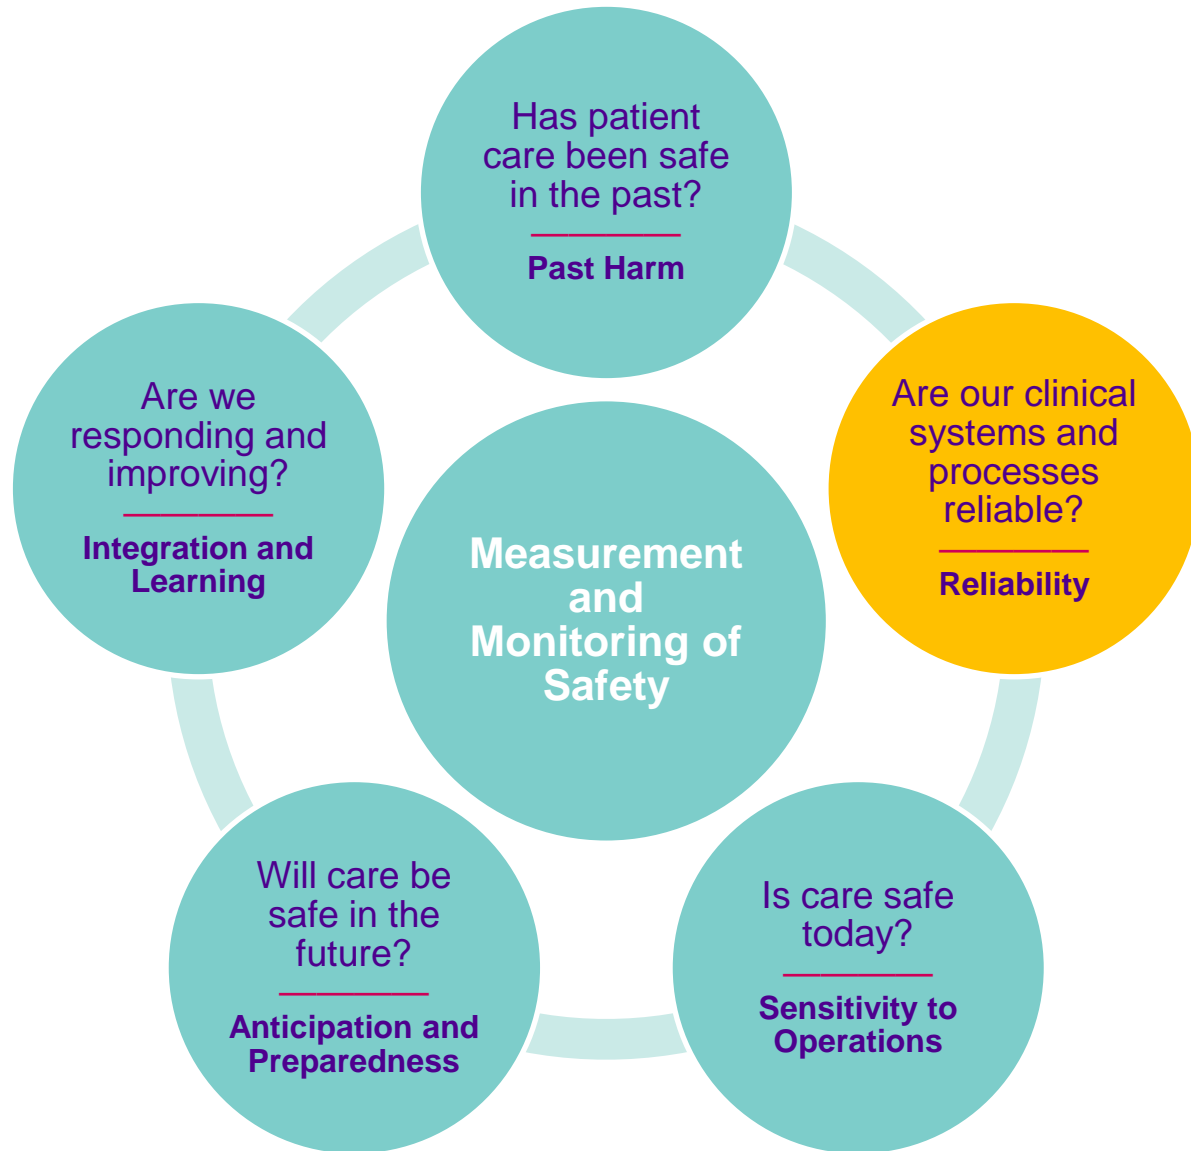 Has patient
care been safe
in the past?
Past Harm
Are our clinical
systems and
processes
reliable?
Reliability
Is care safe
today?
Sensitivity to
Operations
Will care be
safe in the
future?
Anticipation and
Preparedness
Are we
responding and
improving?
Integration and
Learning
Measurement
and
Monitoring of
Safety